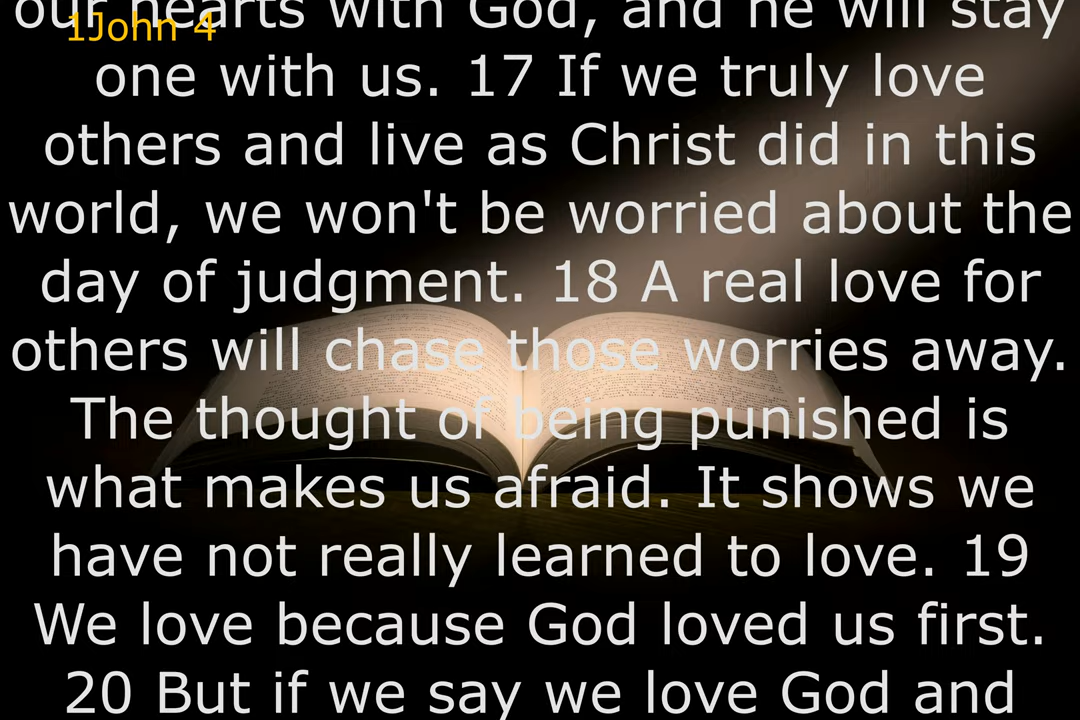 our hearts with God, and he will stay
1John 4
one with us. 17 If we truly love
others and live as Christ did in this
world, we won't be worried about the
day of judgment. 18 A real love for
others will chase those worries away.
The thought of being punished is
what makes us afraid. It shows we
have not really learned to love. 19
We love because God loved us first.
20 But if we say we love God and